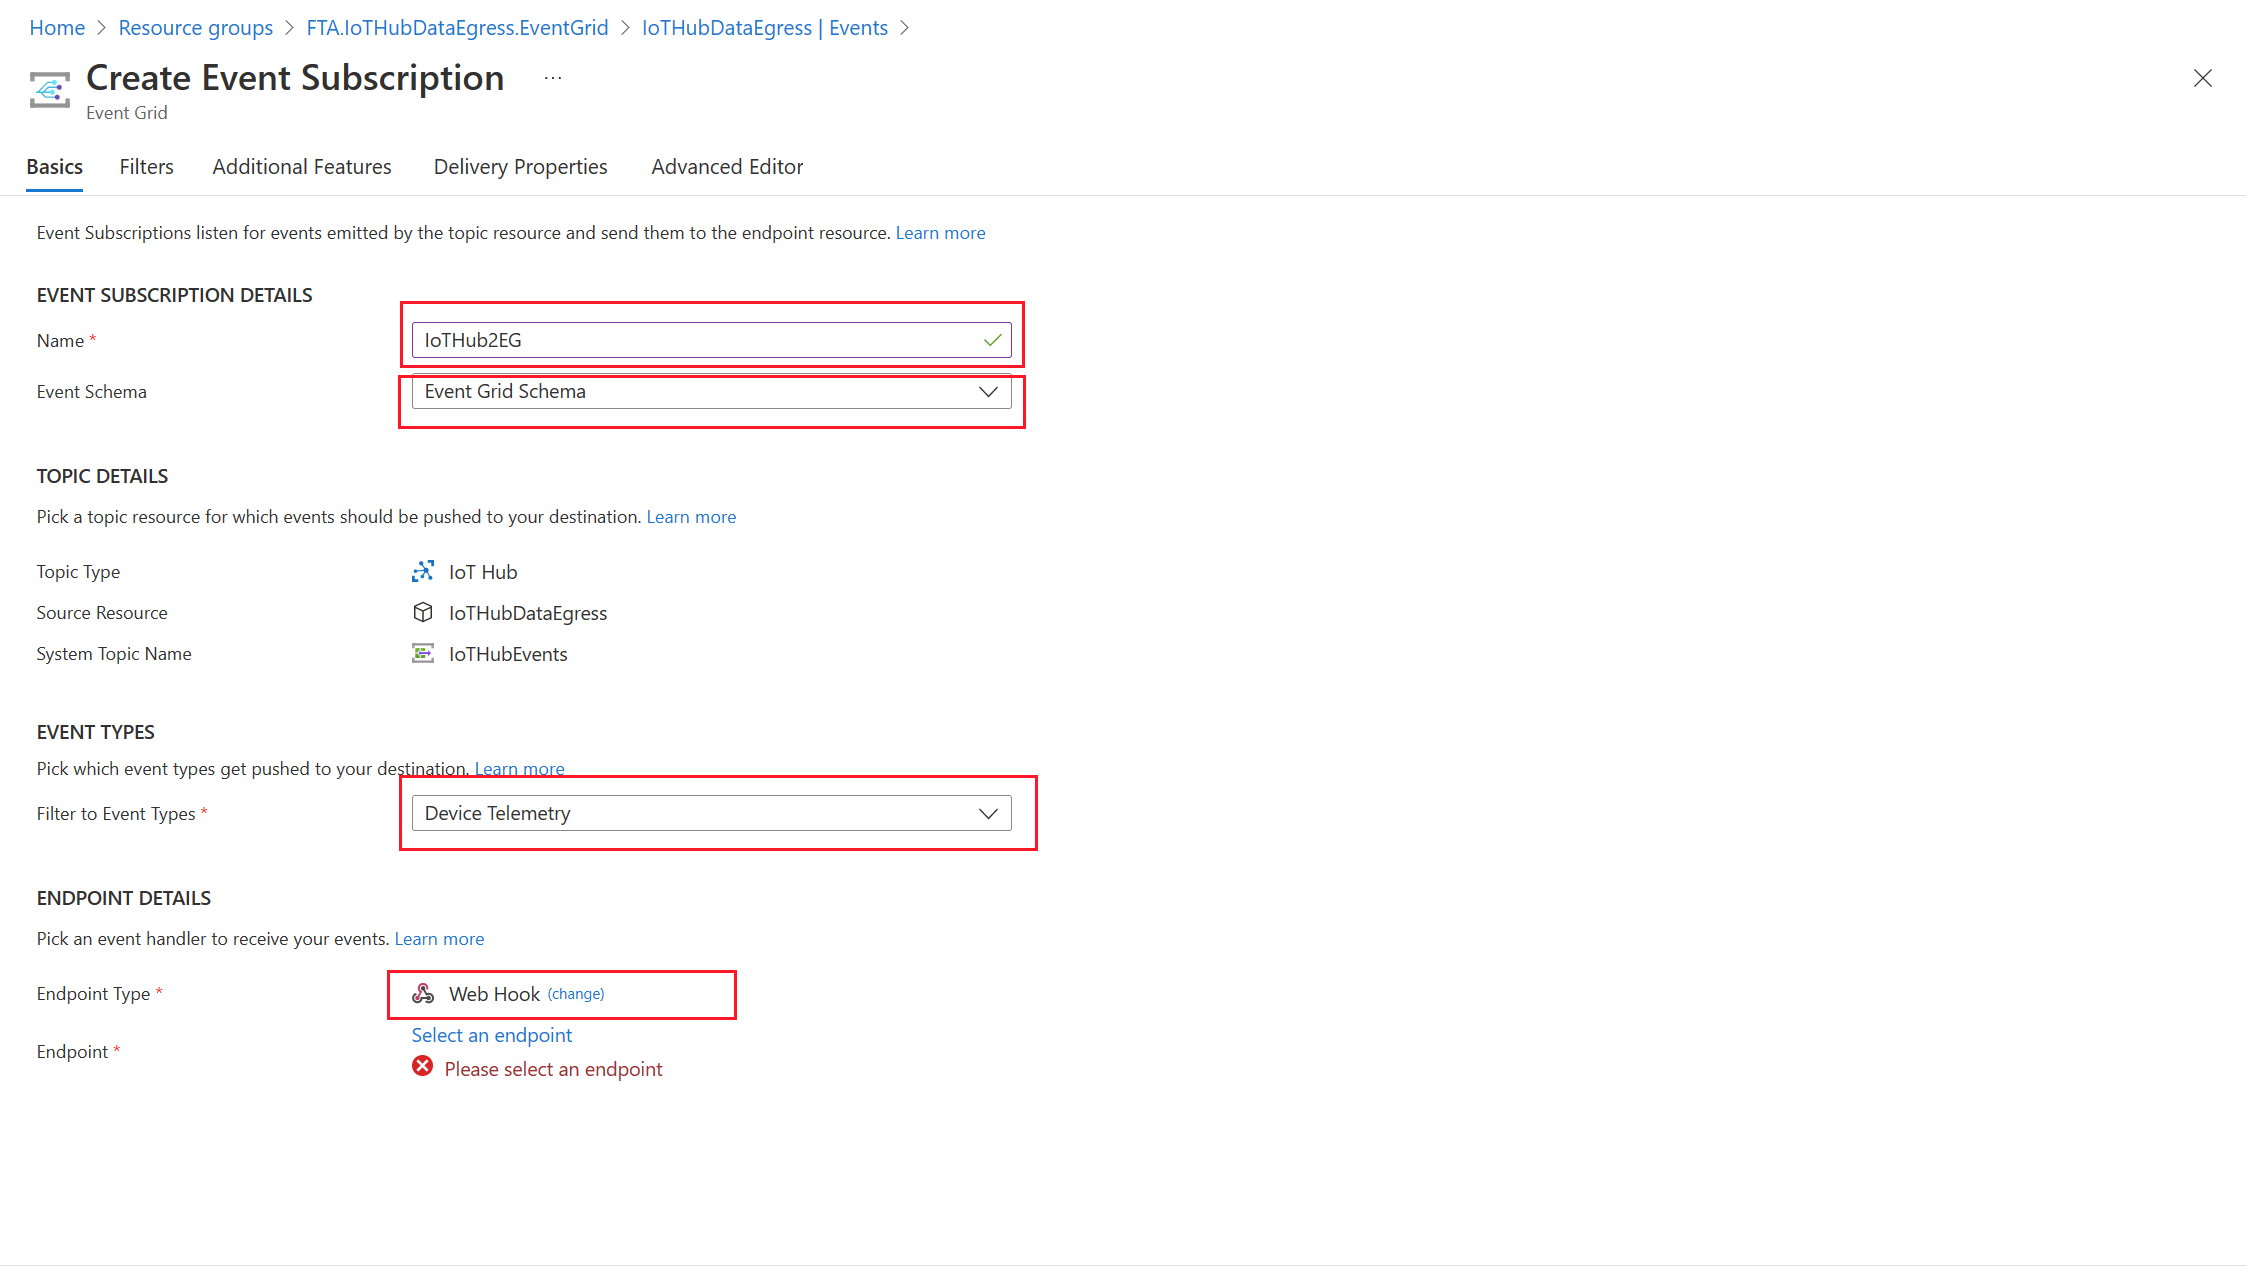 Home > Resource groups > FTA.IoTHubDataEgress.EventGrid > IoTHubDataEgress | Events >
Create Event Subscription ...
Event Grid
Basics Filters Additional Features Delivery Properties Advanced Editor
Event Subscriptions listen for events emitted by the topic resource and send them to the endpoint resource. Learn more
EVENT SUBSCRIPTION DETAILS
Name * IoTHub2EG
Event Schema Event Grid Schema
TOPIC DETAILS
Pick a topic resource for which events should be pushed to your destination. Learn more
Topic Type IoT Hub
Source Resource IoTHubDataEgress
System Topic Name IoTHubEvents
EVENT TYPES
Pick which event types get pushed to your destination. Learn more
Filter to Event Types * Device Telemetry
ENDPOINT DETAILS
Pick an event handler to receive your events. Learn more
Endpoint Type * Web Hook (change)
Select an endpoint
Endpoint *
Please select an endpoint